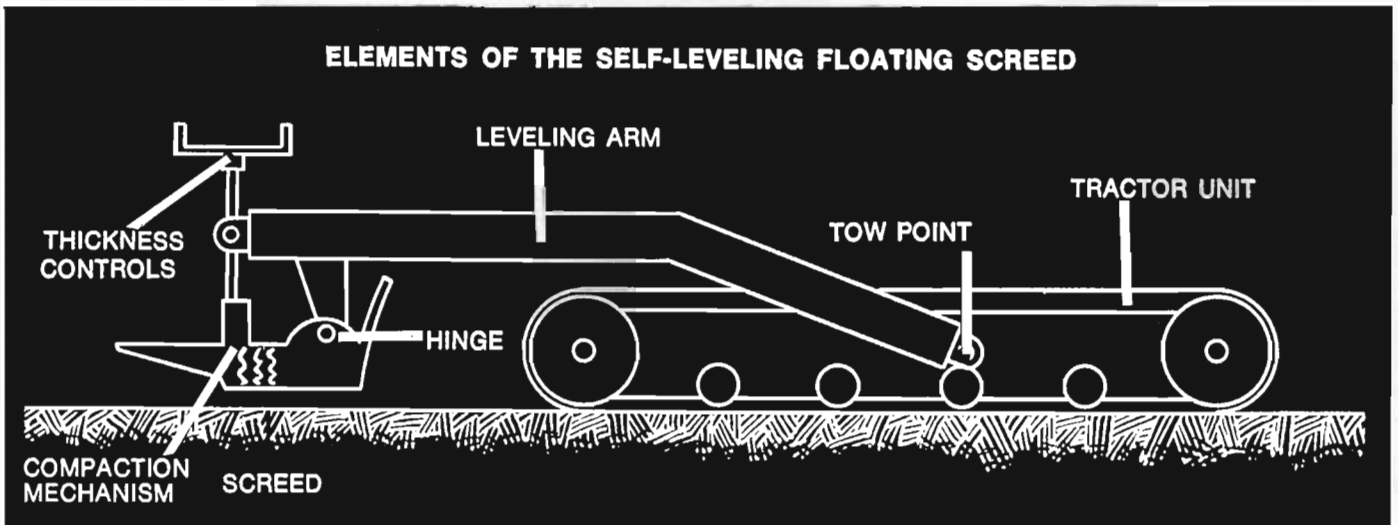 ELEMENTS OF THE SELF-LEVELING FLOATING SCREED
LEVELING ARM
TRACTOR UNIT
TOW POINT
THICKNESS
CONTROLS
HINGE
COMPACTION
MECHANISM
SCREED